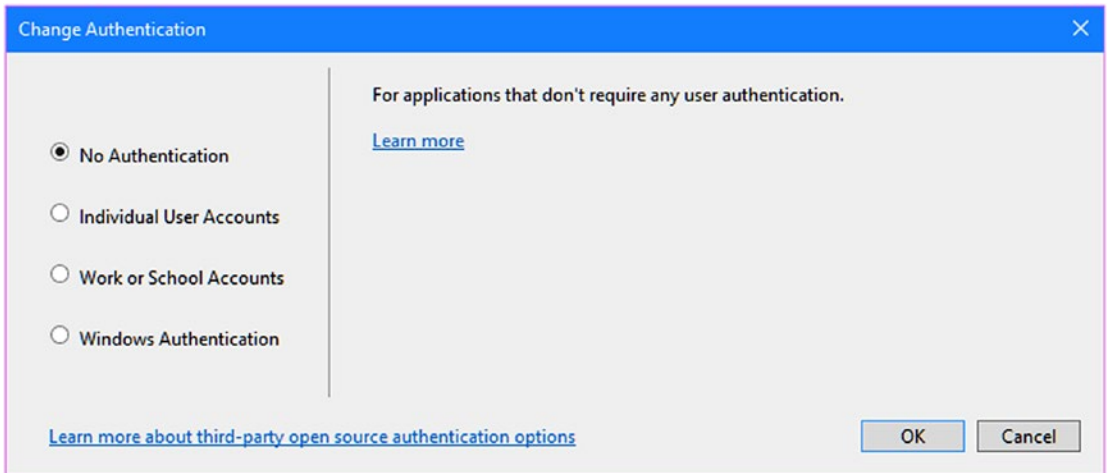 Change Authentication
For applications that don't require any user authentication.
Learn more
No Authentication
Individual User Accounts
Work or School Accounts
Windows Authentication
Learn more about third-party open source authentication options
OK
Cancel